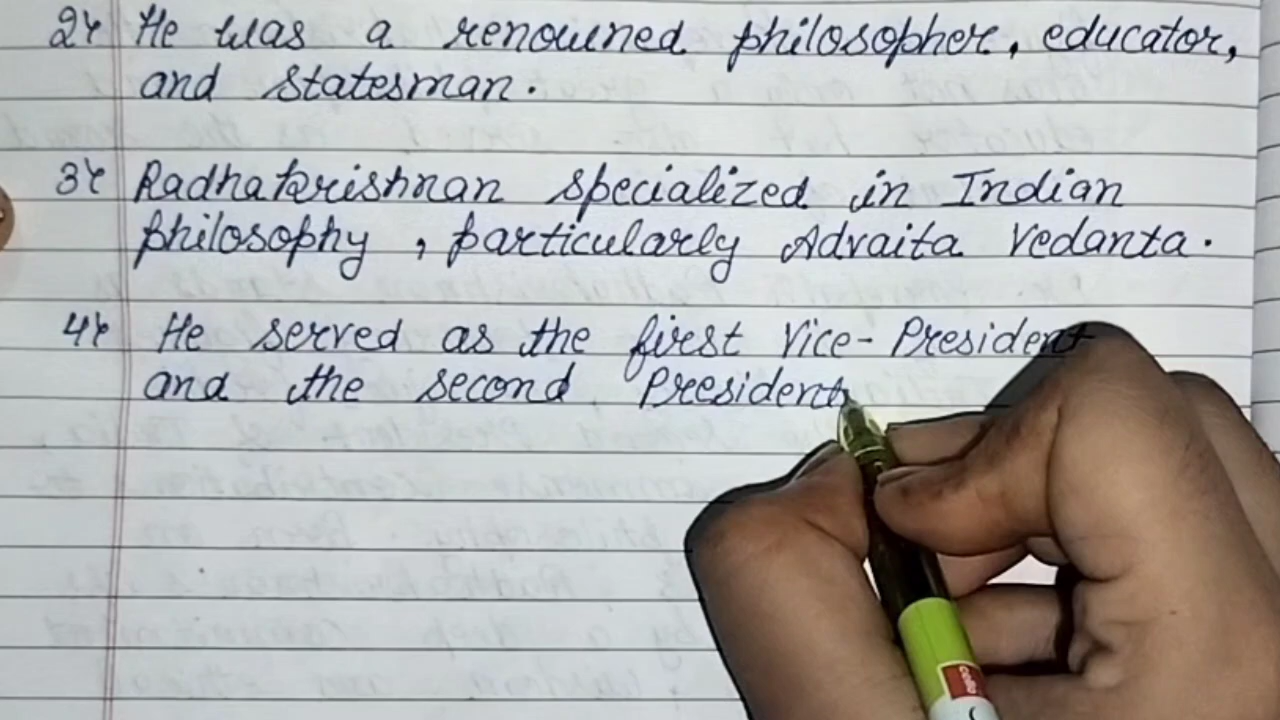 2. He was a renowned philosopher, educator,
and statesman.
3. Radhakrishnan specialized in Indian
philosophy, particularly Advaita Vedanta.
4. He served as the first Vice-President
and the second President
Cello